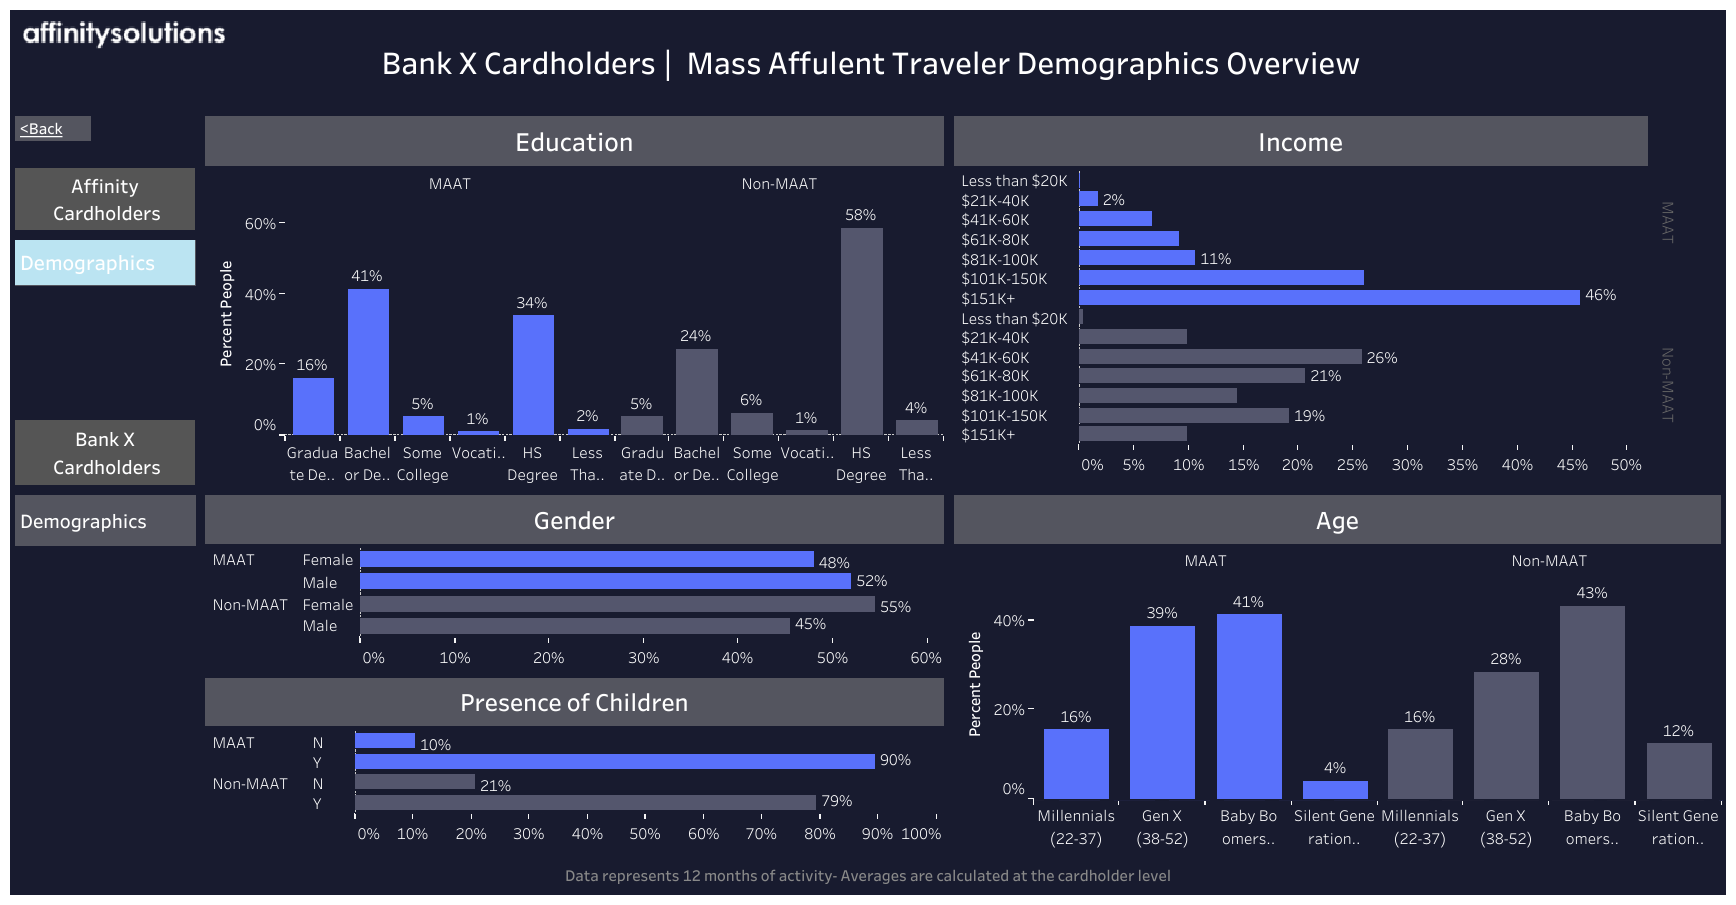 affinitysolutions
Bank X Cardholders | Mass Affulent Traveler Demographics Overview
<Back
Affinity
Cardholders
Demographics
Bank X
Cardholders
Demographics
Education
MAAT
Non-MAAT
Percent People
60%
40%
20%
0%
16%
41%
5%
1%
34%
2%
5%
24%
6%
1%
58%
4%
Gradua
te De..
Bachel
or De..
Some
College
Vocati..
HS
Degree
Less
Tha..
Gradu
ate D..
Bachel
or De..
Some
College
Vocati..
HS
Degree
Less
Tha..
Income
Less than $20K
$21K-40K 2%
$41K-60K
$61K-80K
$81K-100K 11%
$101K-150K
$151K+ 46%
MAAT
Less than $20K
$21K-40K
$41K-60K 26%
$61K-80K 21%
$81K-100K
$101K-150K 19%
$151K+
Non-MAAT
0% 5% 10% 15% 20% 25% 30% 35% 40% 45% 50%
Gender
MAAT Female 48%
Male 52%
Non-MAAT Female 55%
Male 45%
0% 10% 20% 30% 40% 50% 60%
Presence of Children
MAAT N 10%
Y 90%
Non-MAAT N 21%
Y 79%
0% 10% 20% 30% 40% 50% 60% 70% 80% 90% 100%
Age
MAAT
Non-MAAT
Percent People
40%
20%
0%
16%
39%
41%
4%
16%
28%
43%
12%
Millennials
(22-37)
Gen X
(38-52)
Baby Bo
omers..
Silent Gene
ration..
Millennials
(22-37)
Gen X
(38-52)
Baby Bo
omers..
Silent Gene
ration..
Data represents 12 months of activity- Averages are calculated at the cardholder level